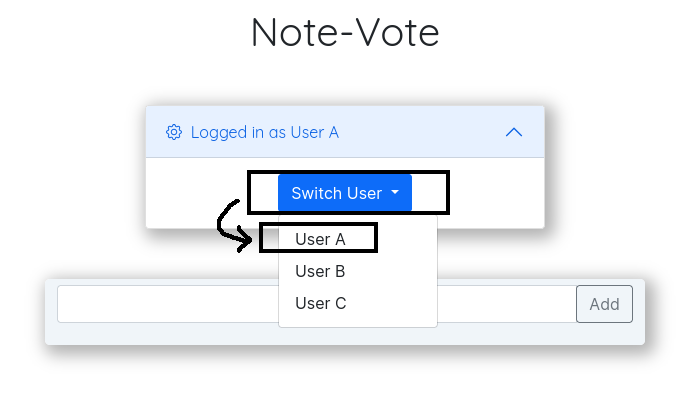 Note-Vote
Logged in as User A
Switch User
User A
User B
User C
Add